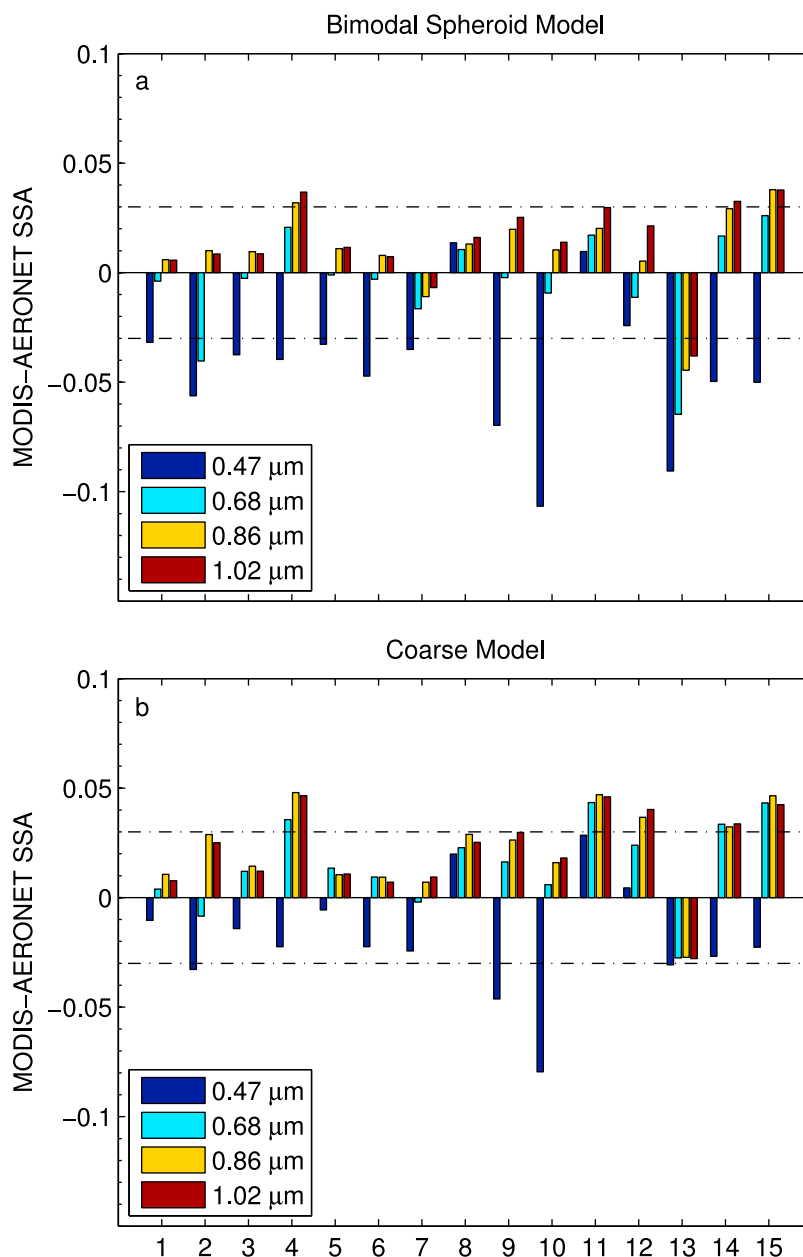 Bimodal Spheroid Model
a
MODIS−AERONET SSA
0.1
0.05
0
−0.05
−0.1
0.47 μm
0.68 μm
0.86 μm
1.02 μm
Coarse Model
b
MODIS−AERONET SSA
0.1
0.05
0
−0.05
−0.1
0.47 μm
0.68 μm
0.86 μm
1.02 μm
1 2 3 4 5 6 7 8 9 10 11 12 13 14 15